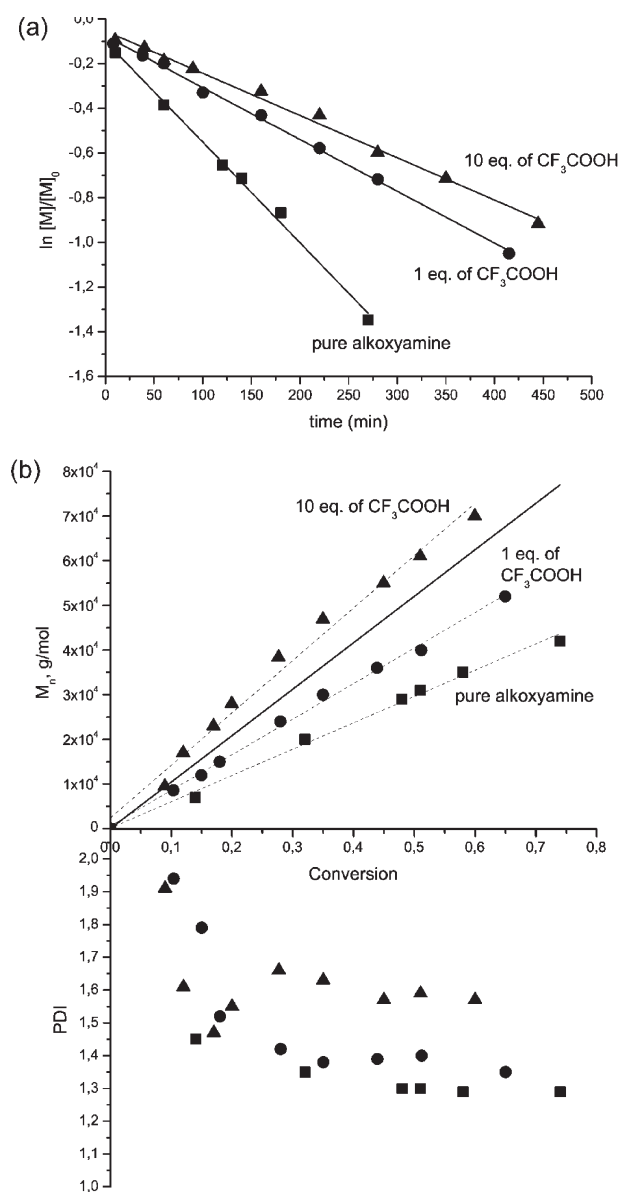 (a)
0,0
-0,2
-0,4
-0,6
-0,8
-1,0
-1,2
-1,4
-1,6
ln [M]/[M]0
10 eq. of CF3COOH
1 eq. of CF3COOH
pure alkoxyamine
0 50 100 150 200 250 300 350 400 450 500
time (min)
(b)
8x10^4
7x10^4
6x10^4
5x10^4
4x10^4
3x10^4
2x10^4
1x10^4
0
Mn, g/mol
10 eq. of CF3COOH
1 eq. of
CF3COOH
pure alkoxyamine
0,0 0,1 0,2 0,3 0,4 0,5 0,6 0,7 0,8
Conversion
2,0
1,9
1,8
1,7
1,6
1,5
1,4
1,3
1,2
1,1
1,0
PDI